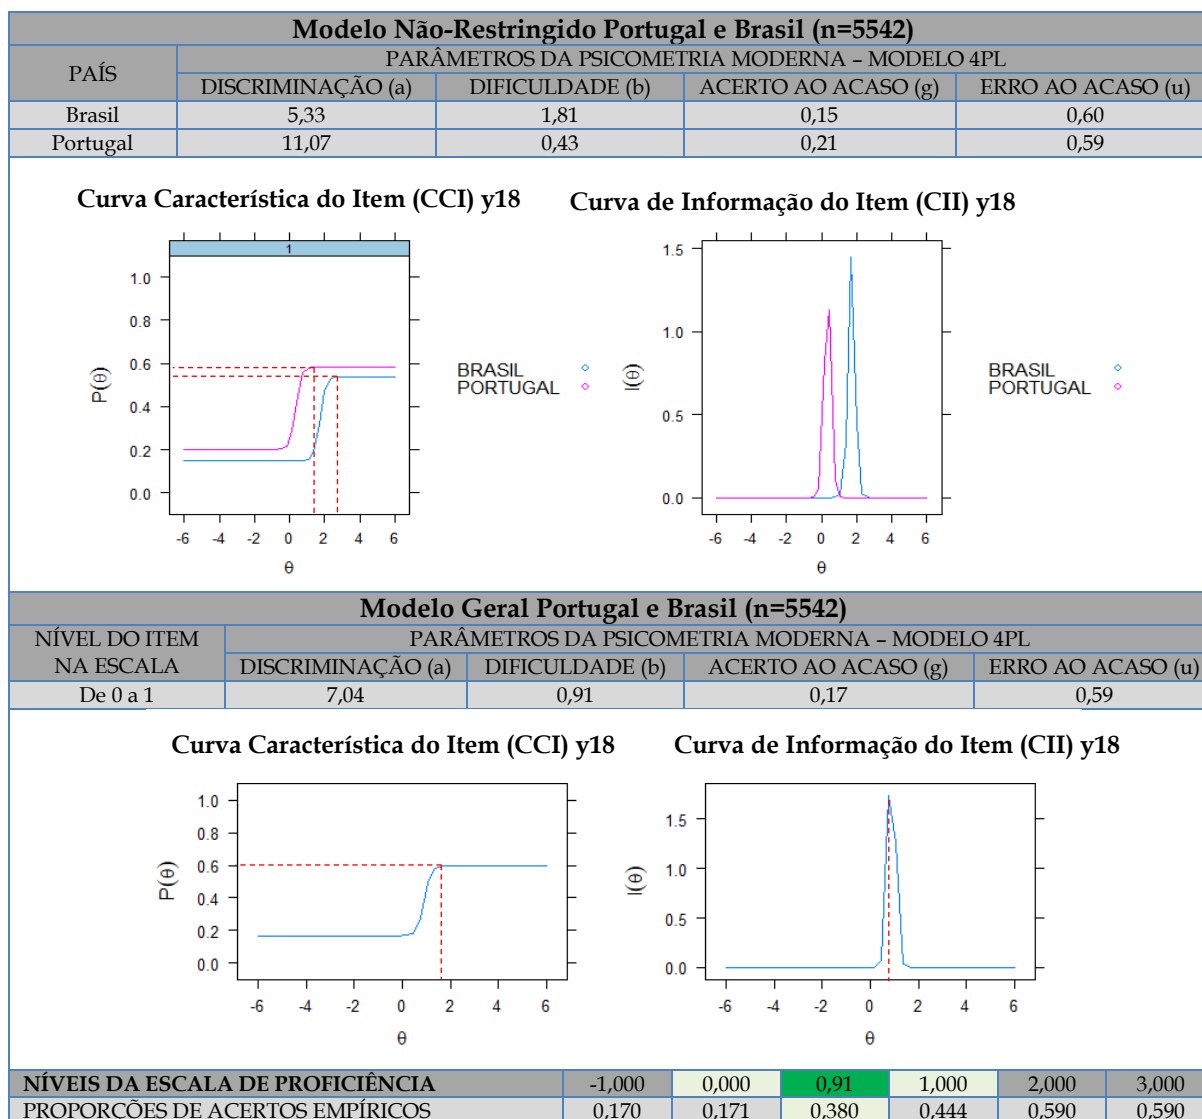 Modelo Não-Restringido Portugal e Brasil (n=5542)
PAÍS
PARÂMETROS DA PSICOMETRIA MODERNA – MODELO 4PL
DISCRIMINAÇÃO (a) DIFICULDADE (b) ACERTO AO ACASO (g) ERRO AO ACASO (u)
Brasil 5,33 1,81 0,15 0,60
Portugal 11,07 0,43 0,21 0,59
Curva Característica do Item (CCI) y18
1
1.0
0.8
0.6
0.4
0.2
0.0
P(θ)
-6 -4 -2 0 2 4 6
θ
BRASIL
PORTUGAL
Curva de Informação do Item (CII) y18
1.5
1.0
0.5
0.0
I(θ)
-6 -4 -2 0 2 4 6
θ
BRASIL
PORTUGAL
Modelo Geral Portugal e Brasil (n=5542)
NÍVEL DO ITEM
NA ESCALA
PARÂMETROS DA PSICOMETRIA MODERNA – MODELO 4PL
DISCRIMINAÇÃO (a) DIFICULDADE (b) ACERTO AO ACASO (g) ERRO AO ACASO (u)
De 0 a 1 7,04 0,91 0,17 0,59
Curva Característica do Item (CCI) y18
1.0
0.8
0.6
0.4
0.2
0.0
P(θ)
-6 -4 -2 0 2 4 6
θ
Curva de Informação do Item (CII) y18
1.5
1.0
0.5
0.0
I(θ)
-6 -4 -2 0 2 4 6
θ
NÍVEIS DA ESCALA DE PROFICIÊNCIA -1,000 0,000 0,91 1,000 2,000 3,000
PROPORÇÕES DE ACERTOS EMPÍRICOS 0,170 0,171 0,380 0,444 0,590 0,590